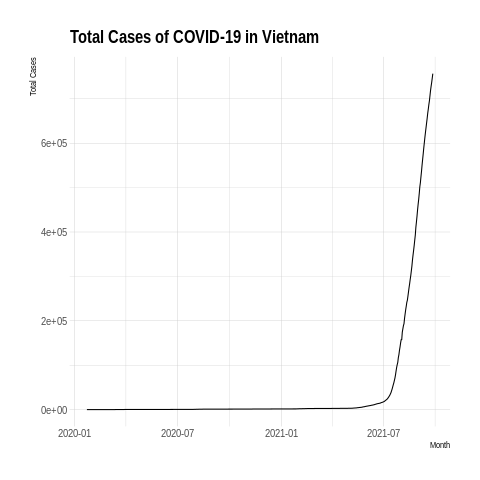 Total Cases of COVID-19 in Vietnam
Total Cases
6e+05
4e+05
2e+05
0e+00
2020-01 2020-07 2021-01 2021-07
Month